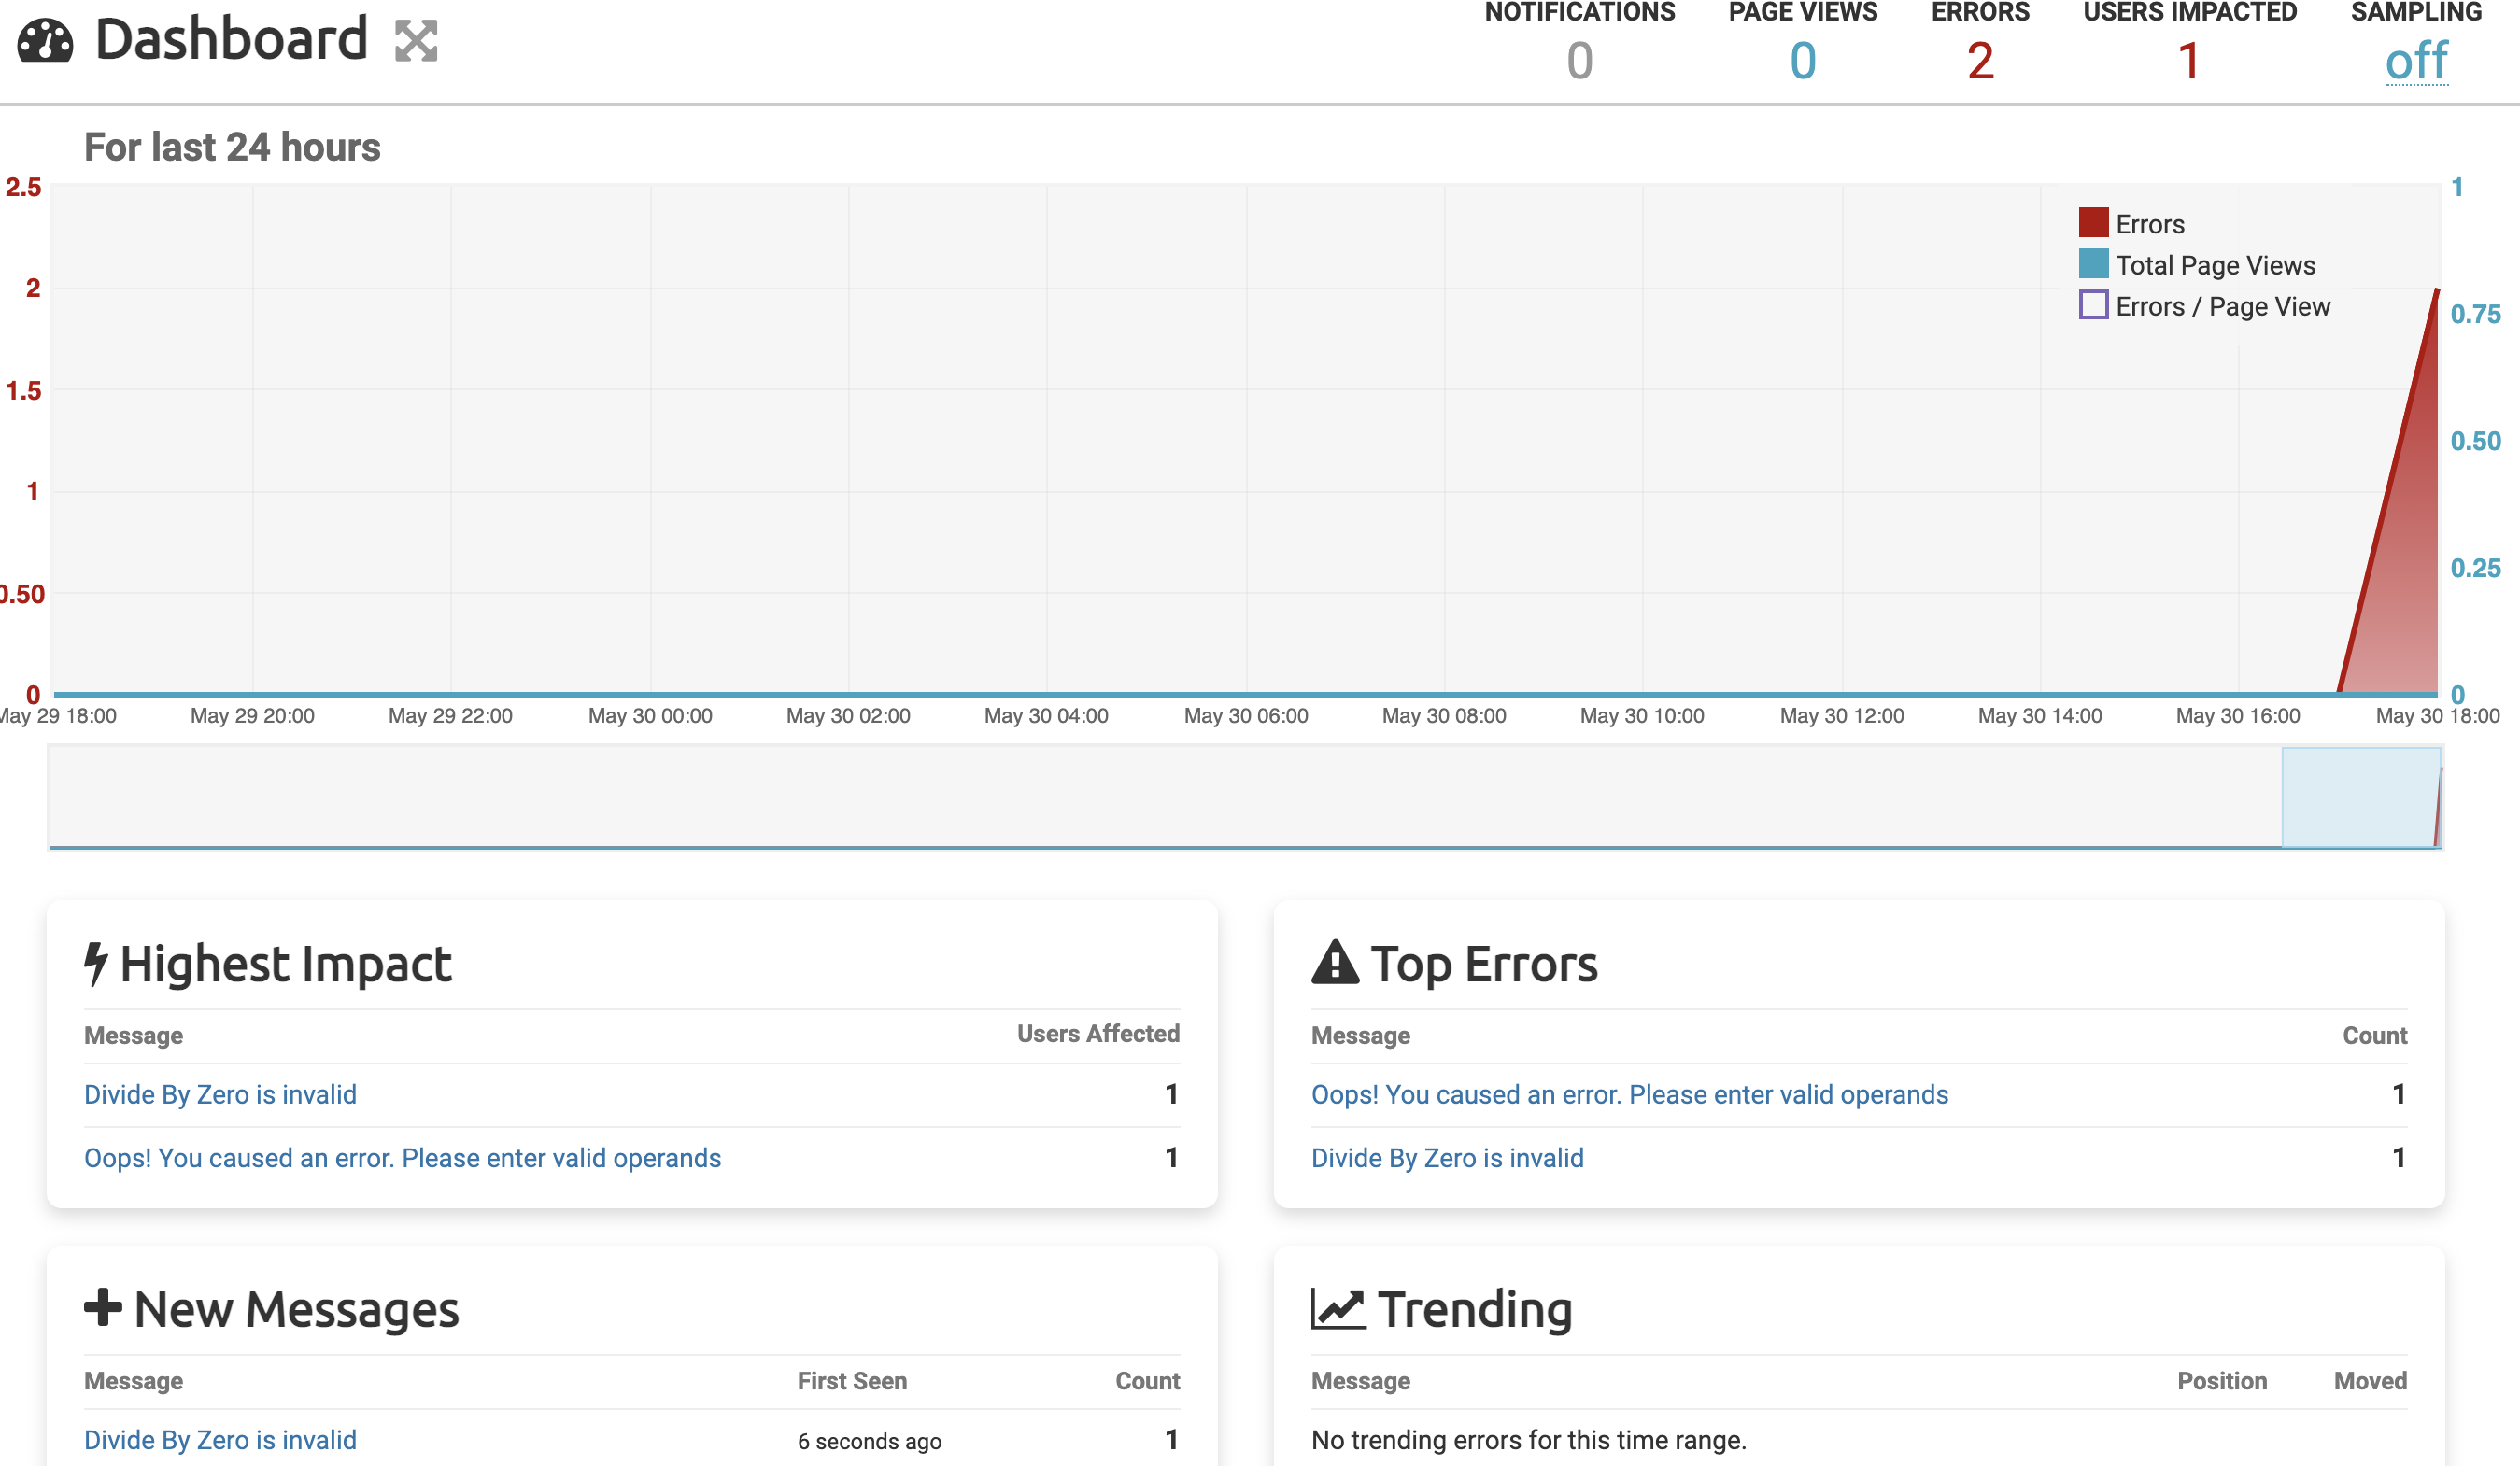 Dashboard
NOTIFICATIONS PAGE VIEWS ERRORS USERS IMPACTED SAMPLING
0 0 2 1 off
For last 24 hours
2.5
2
1.5
1
0.50
0
1
0.75
0.50
0.25
0
Errors
Total Page Views
Errors / Page View
May 29 18:00 May 29 20:00 May 29 22:00 May 30 00:00 May 30 02:00 May 30 04:00 May 30 06:00 May 30 08:00 May 30 10:00 May 30 12:00 May 30 14:00 May 30 16:00 May 30 18:00
Highest Impact
Message Users Affected
Divide By Zero is invalid 1
Oops! You caused an error. Please enter valid operands 1
Top Errors
Message Count
Oops! You caused an error. Please enter valid operands 1
Divide By Zero is invalid 1
New Messages
Message First Seen Count
Divide By Zero is invalid 6 seconds ago 1
Trending
Message Position Moved
No trending errors for this time range.